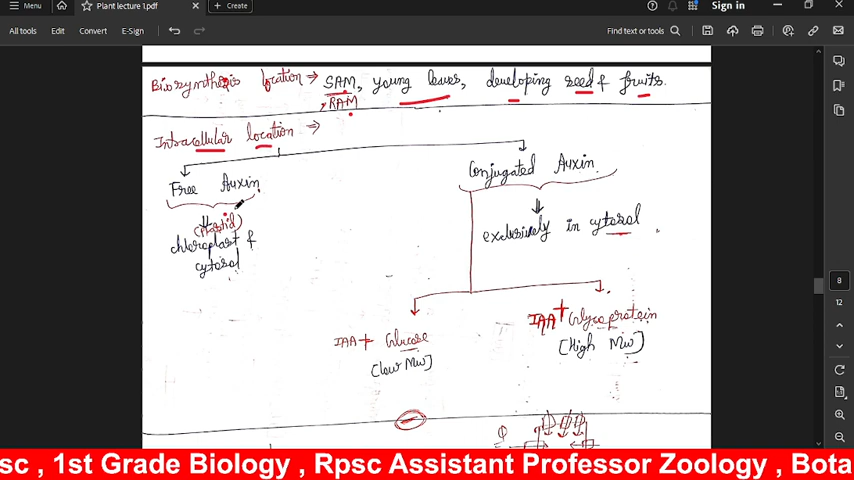 Menu
Plant lecture 1.pdf
Create
Sign in
All tools
Edit
Convert
E-Sign
Find text or tools
Biosynthesis location → SAM, young leaves, developing seed & fruits.
, RAM
Intracellular location →
Free Auxin
Conjugated Auxin
(Plastid)
chloroplast &
cytosol
exclusively in cytosol
IAA + Glucose
[Low Mw]
IAA + Glycoprotein
[High Mw]
8
12
sc , 1st Grade Biology , Rpsc Assistant Professor Zoology , Bota